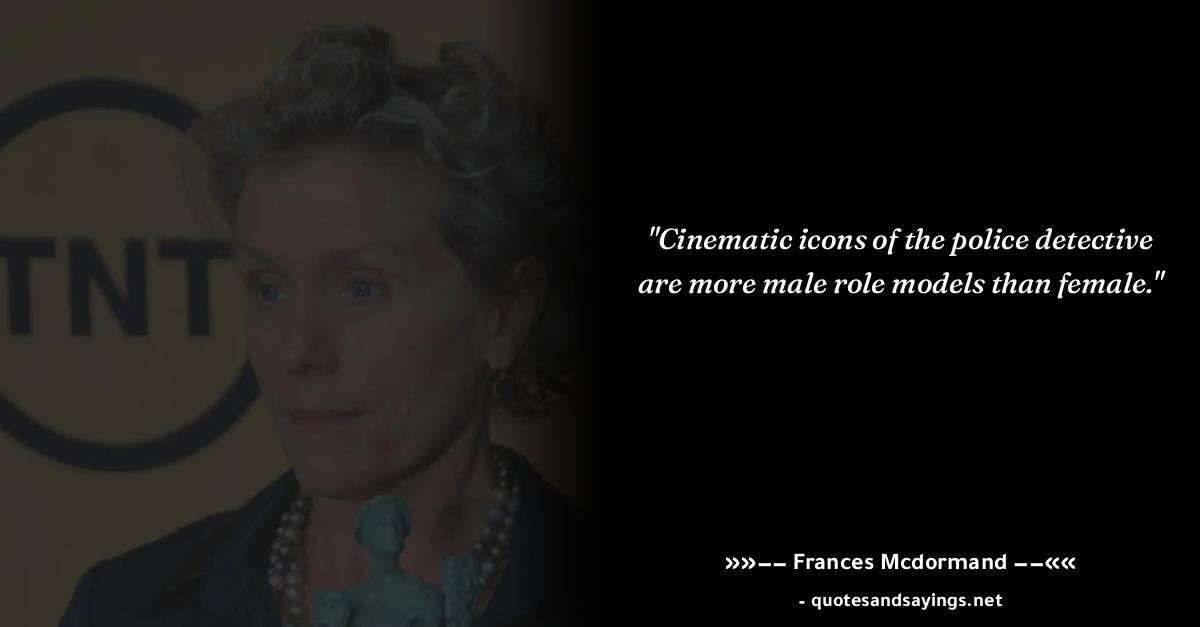 TNT
"Cinematic icons of the police detective
are more male role models than female."
»»−− Frances Mcdormand −−««
- quotesandsayings.net